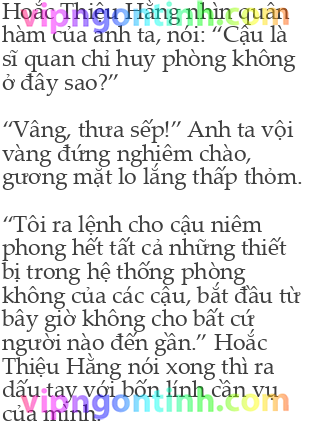 Hoắc Thiệu Hằng nhìn quân
hàm của anh ta, nói: “Cậu là
sĩ quan chỉ huy phòng không
ở đây sao?”
“Vâng, thưa sếp!” Anh ta vội
vàng đứng nghiêm chào,
gương mặt lo lắng thấp thỏm.
“Tôi ra lệnh cho cậu niêm
phong hết tất cả những thiết
bị trong hệ thống phòng
không của các cậu, bắt đầu từ
bây giờ không cho bất cứ
người nào đến gần.” Hoắc
Thiệu Hằng nói xong thì ra
dấu tay với bốn lính cần vụ
của mình.
vipngontinh.com
vipngontinh.com